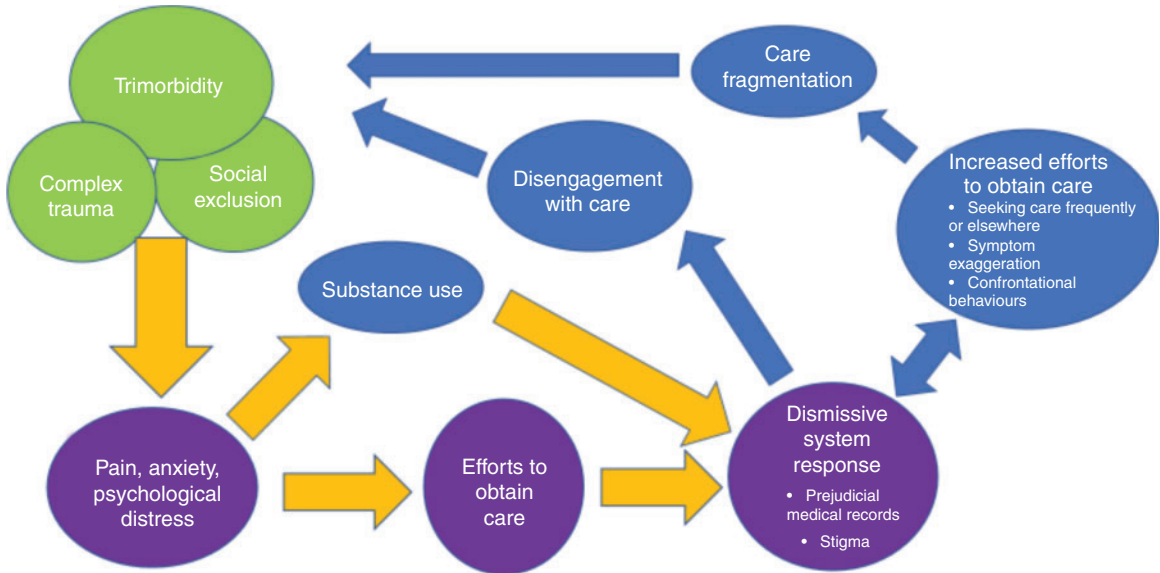 Trimorbidity
Complex
trauma
Social
exclusion
Care
fragmentation
Disengagement
with care
Increased efforts
to obtain care
• Seeking care frequently
or elsewhere
• Symptom
exaggeration
• Confrontational
behaviours
Substance use
Pain, anxiety,
psychological
distress
Efforts to
obtain
care
Dismissive
system
response
• Prejudicial
medical records
• Stigma